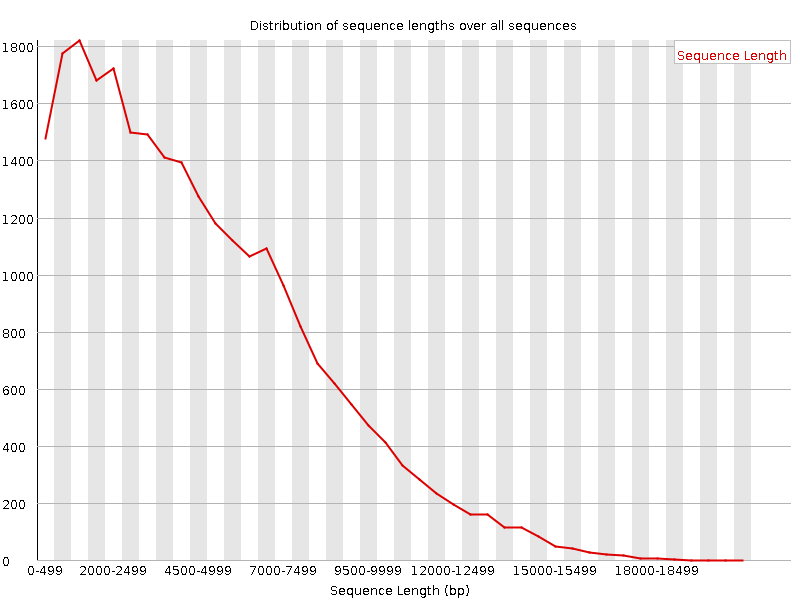 Distribution of sequence lengths over all sequences
Sequence Length
1800
1600
1400
1200
1000
800
600
400
200
0
0-499 2000-2499 4500-4999 7000-7499 9500-9999 12000-12499 15000-15499 18000-18499
Sequence Length (bp)